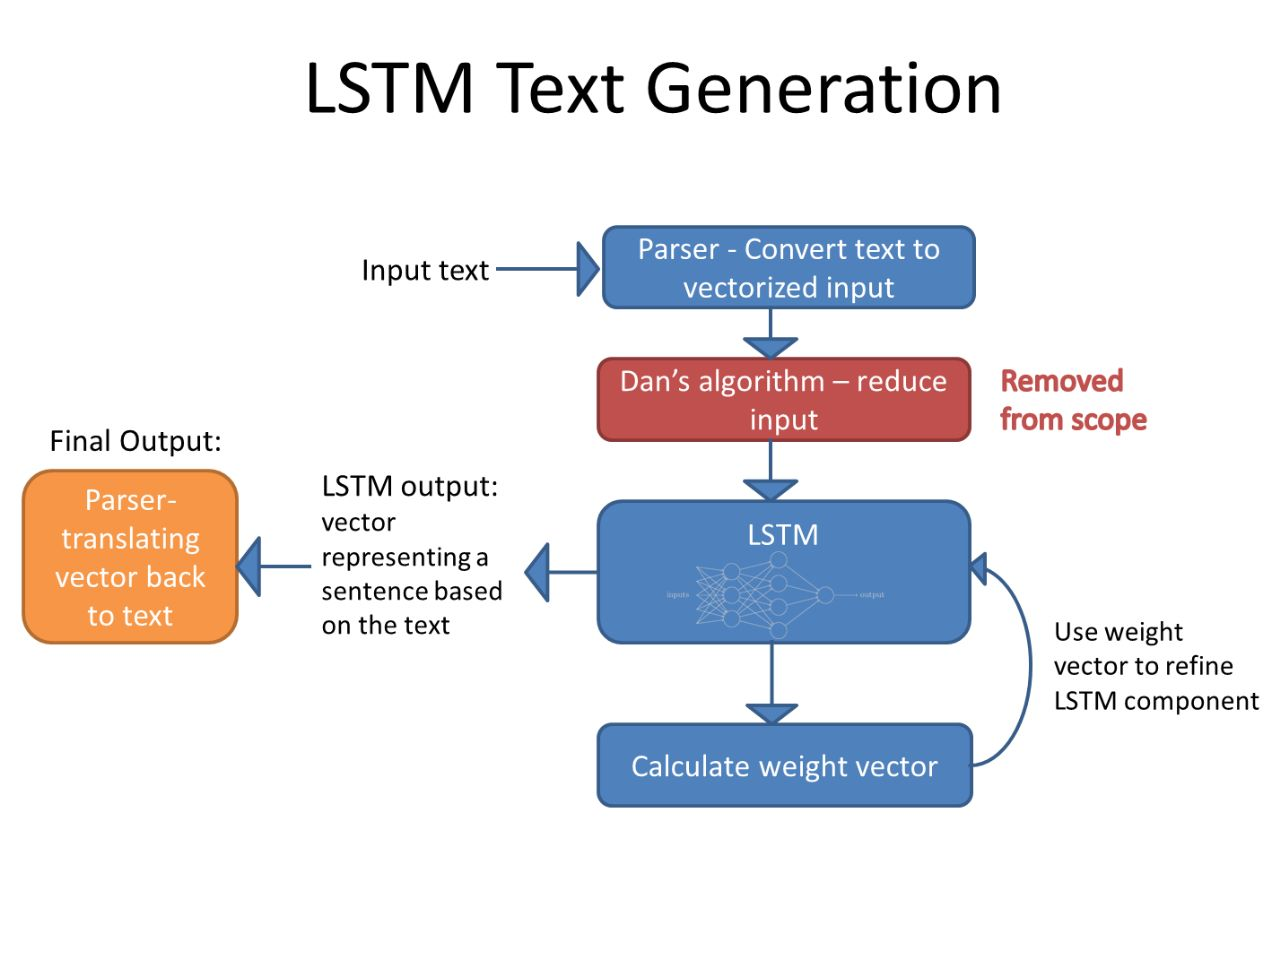 LSTM Text Generation
Input text
Parser - Convert text to
vectorized input
Dan’s algorithm – reduce
input
Removed
from scope
Final Output:
Parser-
translating
vector back
to text
LSTM output:
vector
representing a
sentence based
on the text
LSTM
inputs
output
Use weight
vector to refine
LSTM component
Calculate weight vector